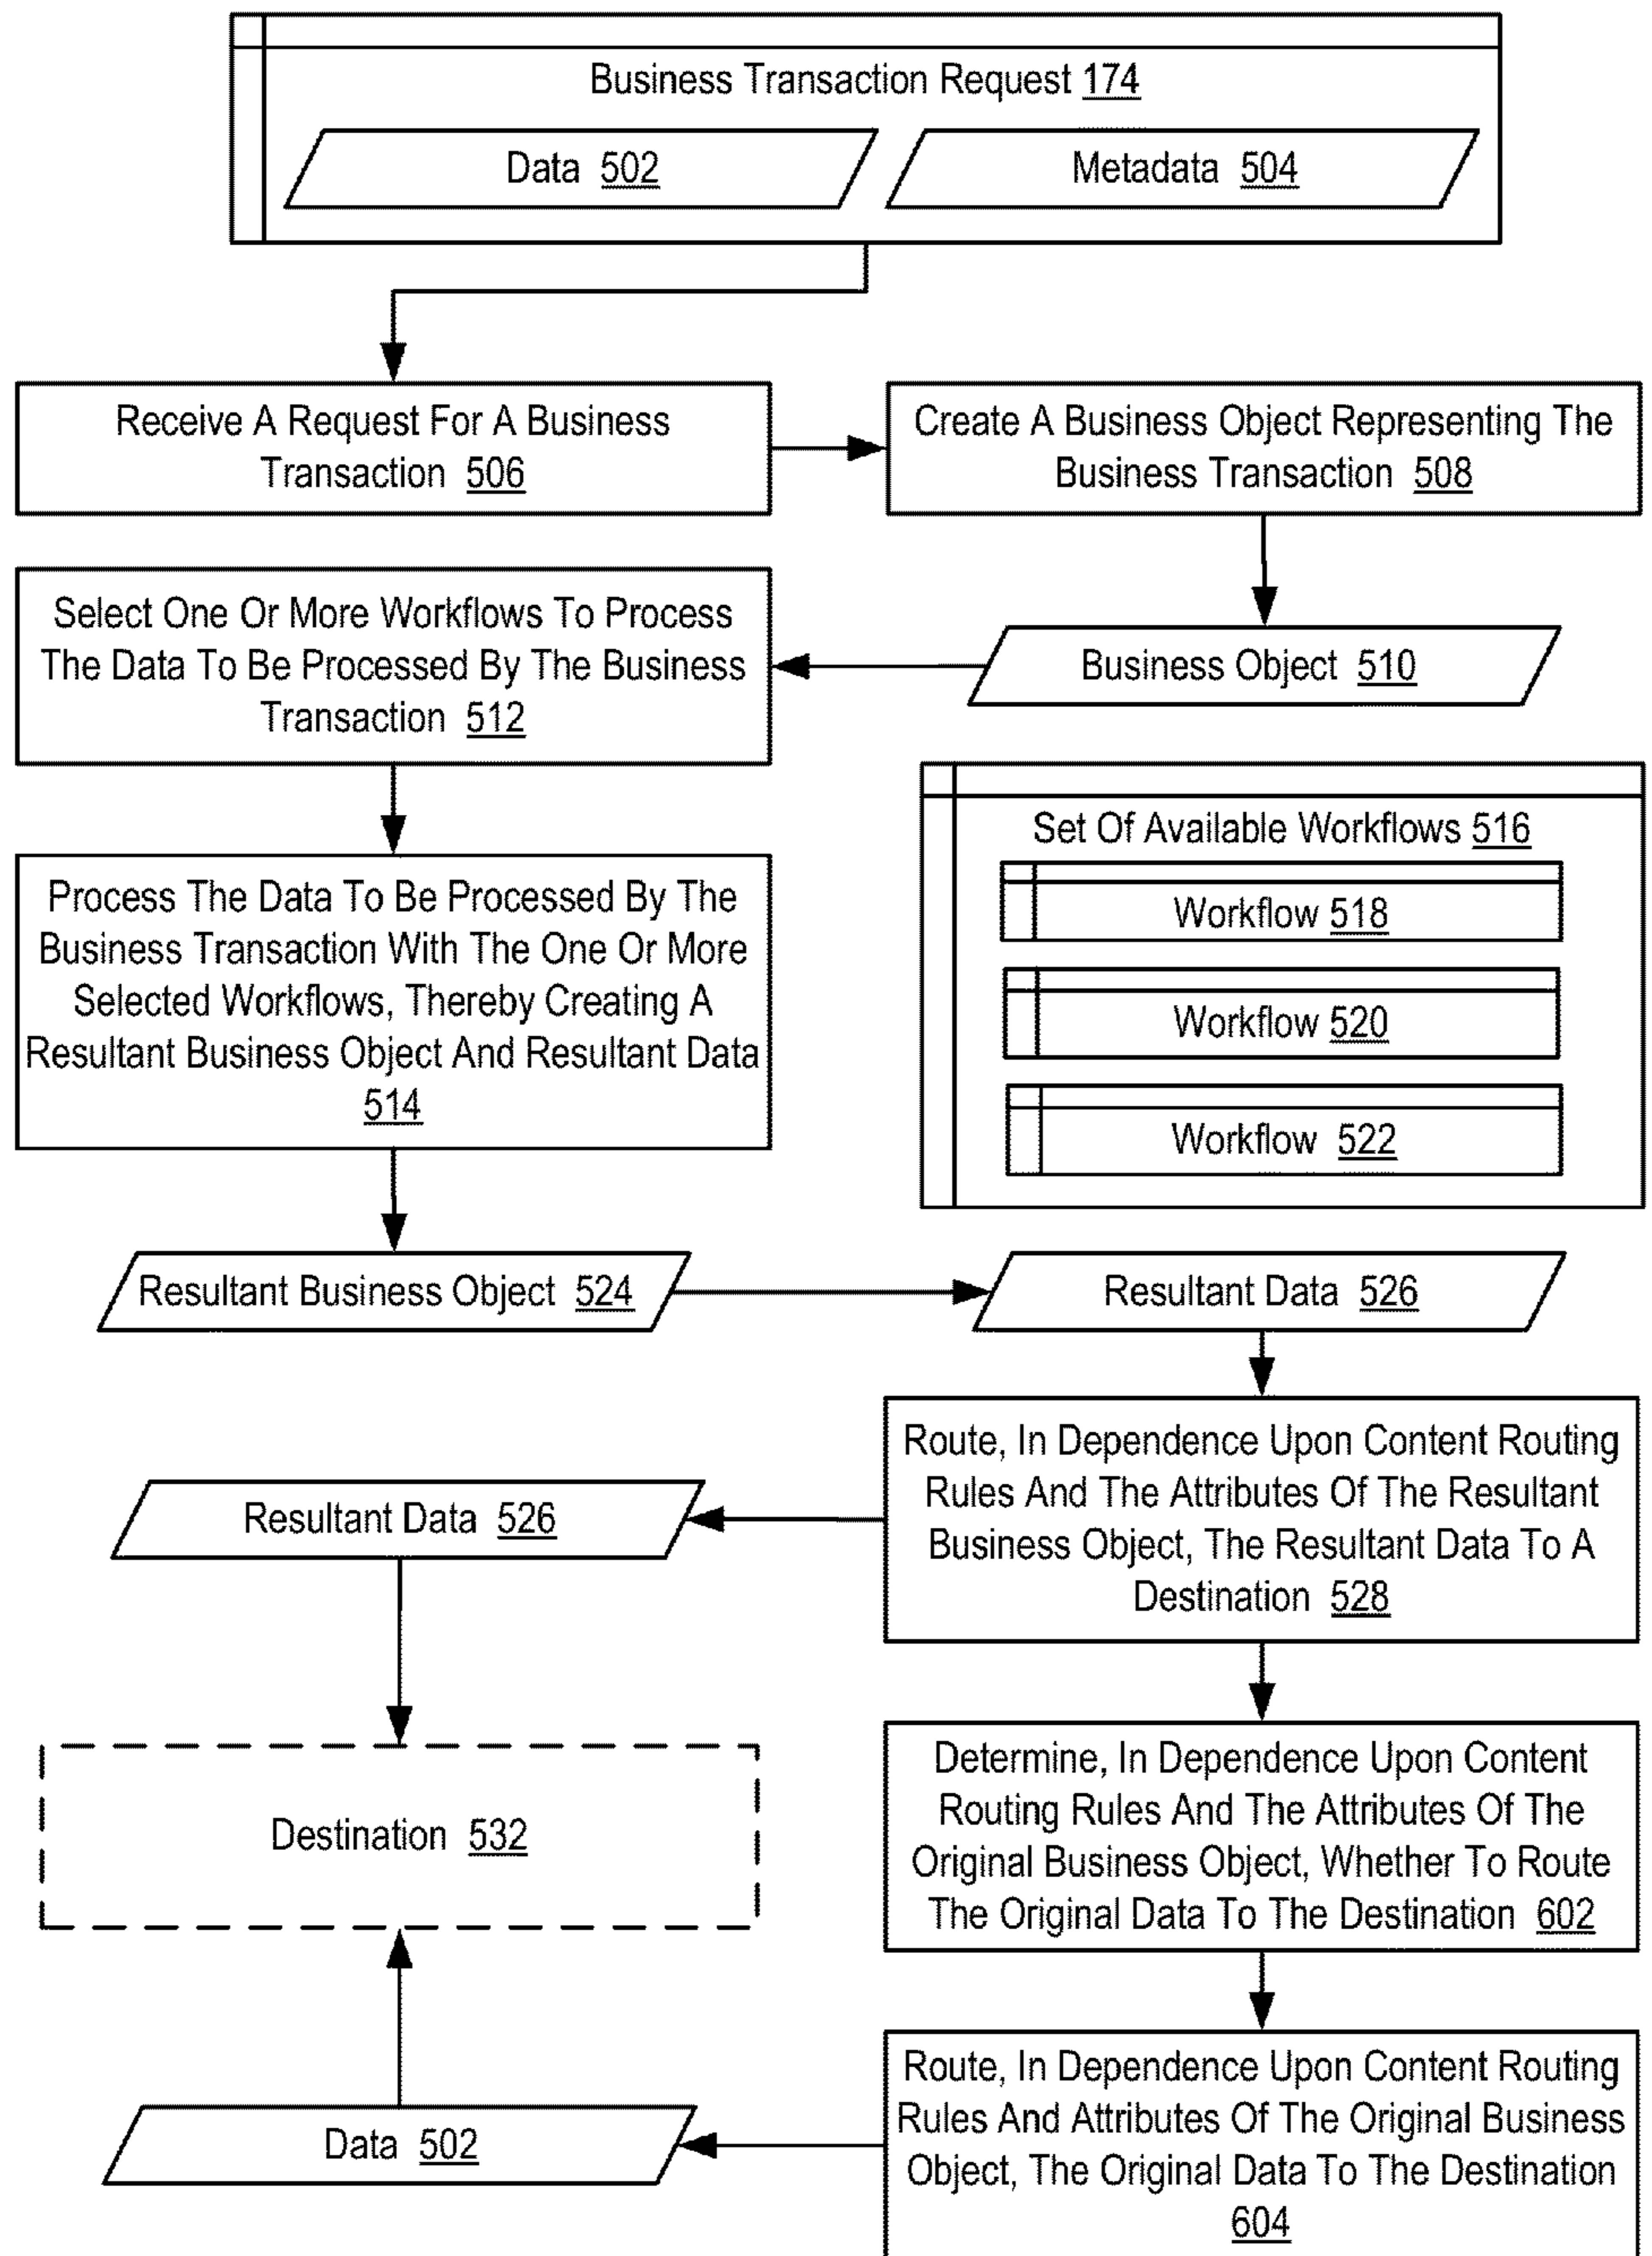 Business Transaction Request 174
Data 502
Metadata 504
Receive A Request For A Business
Transaction 506
Create A Business Object Representing The
Business Transaction 508
Select One Or More Workflows To Process
The Data To Be Processed By The Business
Transaction 512
Business Object 510
Set Of Available Workflows 516
Workflow 518
Workflow 520
Workflow 522
Process The Data To Be Processed By The
Business Transaction With The One Or More
Selected Workflows, Thereby Creating A
Resultant Business Object And Resultant Data
514
Resultant Business Object 524
Resultant Data 526
Route, In Dependence Upon Content Routing
Rules And The Attributes Of The Resultant
Business Object, The Resultant Data To A
Destination 528
Resultant Data 526
Destination 532
Determine, In Dependence Upon Content
Routing Rules And The Attributes Of The
Original Business Object, Whether To Route
The Original Data To The Destination 602
Route, In Dependence Upon Content Routing
Rules And Attributes Of The Original Business
Object, The Original Data To The Destination
604
Data 502